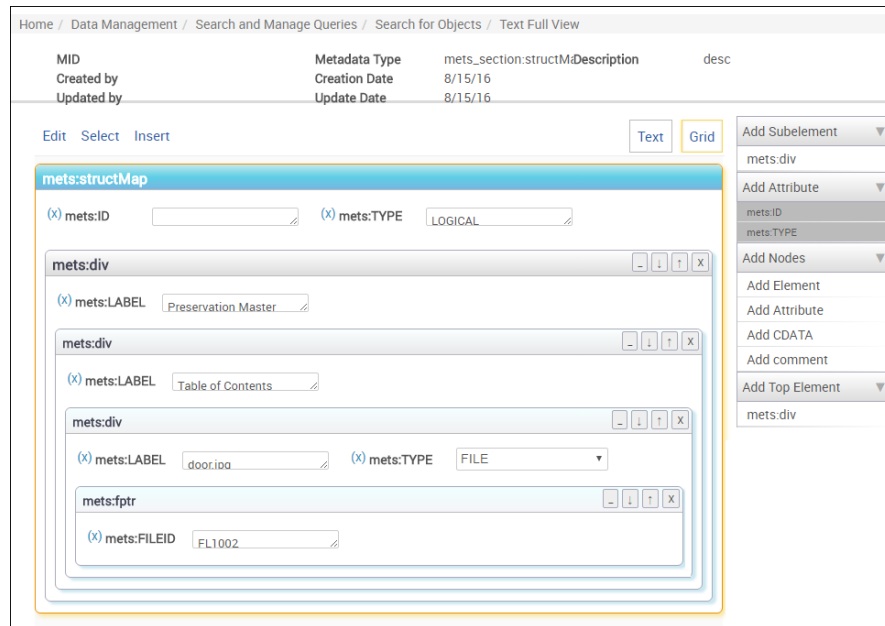 Home / Data Management / Search and Manage Queries / Search for Objects / Text Full View
MID Metadata Type mets_section:structMa Description desc
Created by Creation Date 8/15/16
Updated by Update Date 8/15/16
Edit Select Insert Text Grid
mets:structMap
(x) mets:ID (x) mets:TYPE LOGICAL
mets:div _ ↓ ↑ X
(x) mets:LABEL Preservation Master
mets:div _ ↓ ↑ X
(x) mets:LABEL Table of Contents
mets:div _ ↓ ↑ X
(x) mets:LABEL door.jpg (x) mets:TYPE FILE
mets:fptr _ ↓ ↑ X
(x) mets:FILEID FL1002
Add Subelement
mets:div
Add Attribute
mets:ID
mets:TYPE
Add Nodes
Add Element
Add Attribute
Add CDATA
Add comment
Add Top Element
mets:div